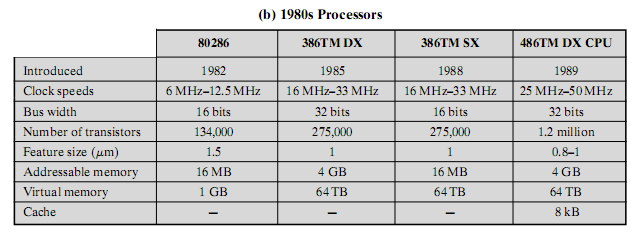 (b) 1980s Processors
80286 386TM DX 386TM SX 486TM DX CPU
Introduced 1982 1985 1988 1989
Clock speeds 6 MHz–12.5 MHz 16 MHz–33 MHz 16 MHz–33 MHz 25 MHz–50 MHz
Bus width 16 bits 32 bits 16 bits 32 bits
Number of transistors 134,000 275,000 275,000 1.2 million
Feature size (μm) 1.5 1 1 0.8–1
Addressable memory 16 MB 4 GB 16 MB 4 GB
Virtual memory 1 GB 64 TB 64 TB 64 TB
Cache – – – 8 kB